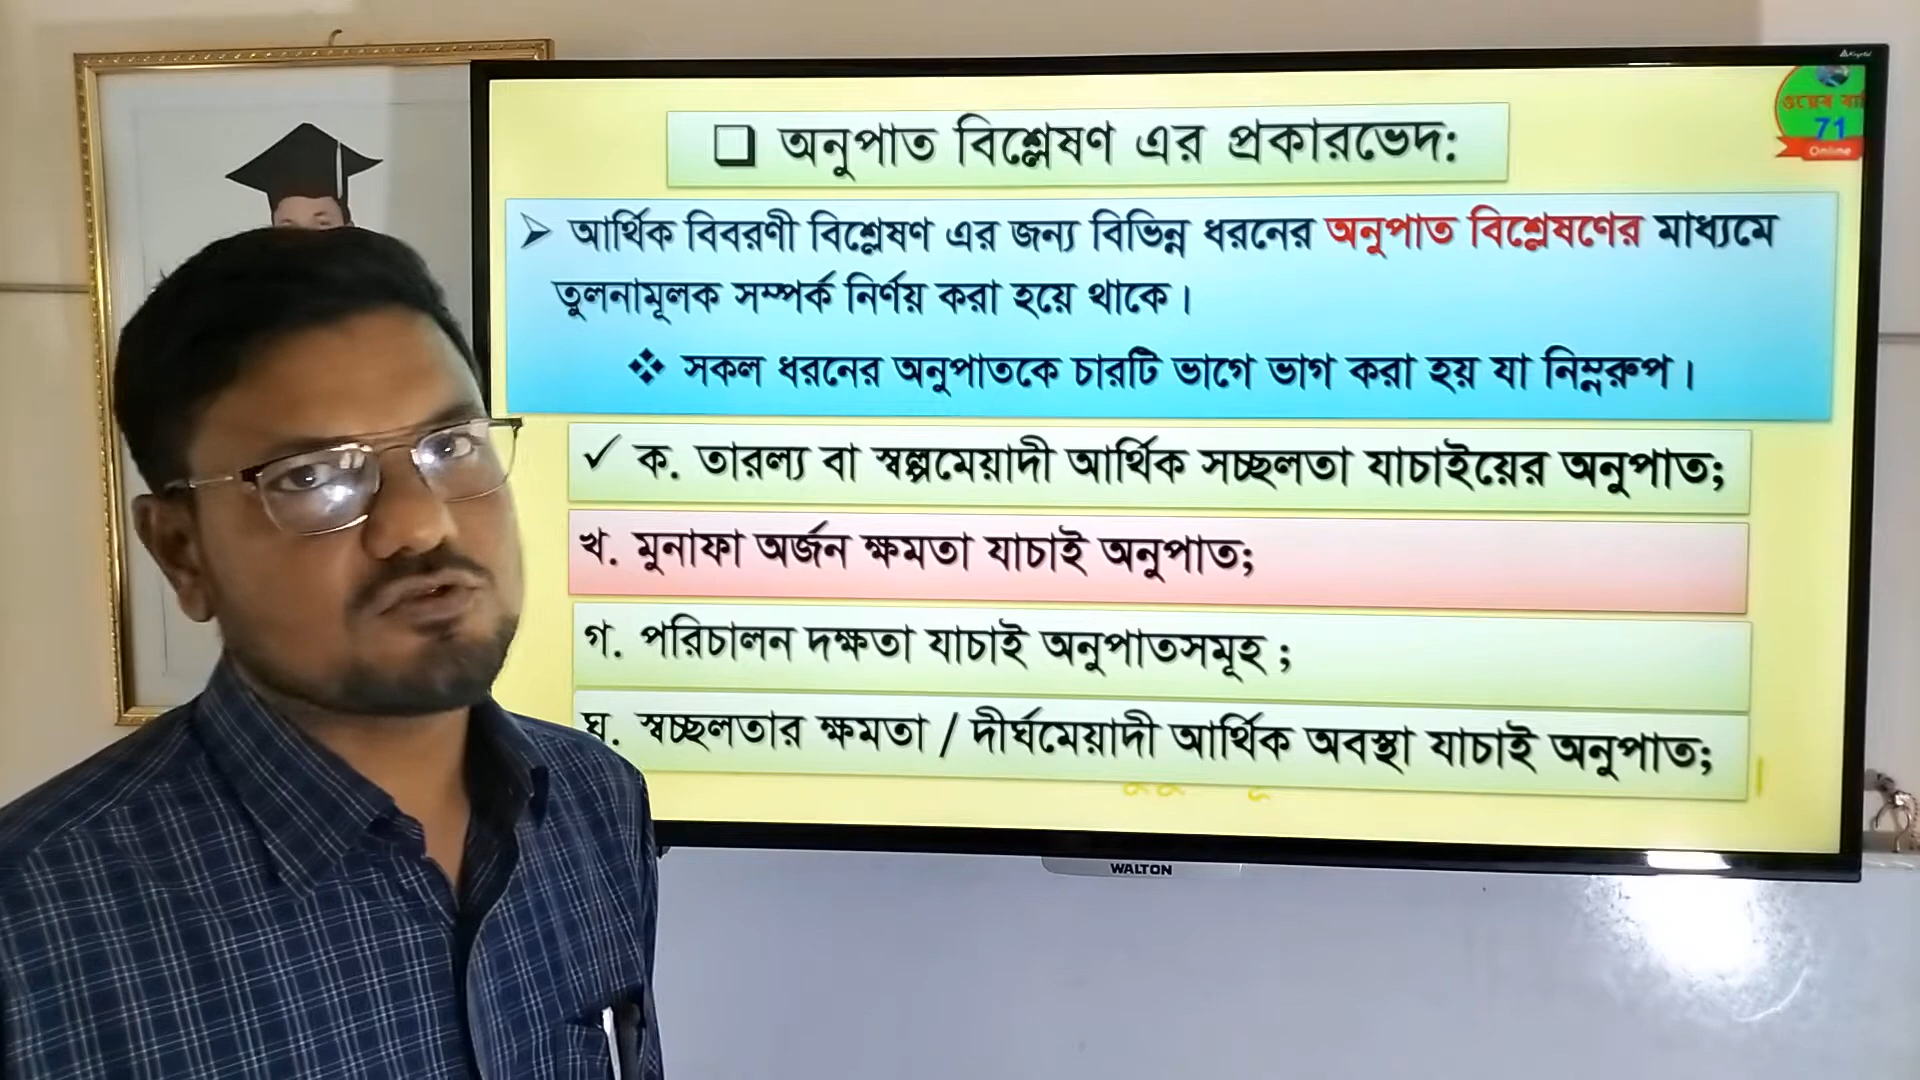 ❑ অনুপাত বিশ্লেষণ এর প্রকারভেদ:
71
Online
➢ আর্থিক বিবরণী বিশ্লেষণ এর জন্য বিভিন্ন ধরনের অনুপাত বিশ্লেষণের মাধ্যমে
তুলনামূলক সম্পর্ক নির্ণয় করা হয়ে থাকে।
❖ সকল ধরনের অনুপাতকে চারটি ভাগে ভাগ করা হয় যা নিম্নরুপ।
✓ ক. তারল্য বা স্বল্পমেয়াদী আর্থিক সচ্ছলতা যাচাইয়ের অনুপাত;
খ. মুনাফা অর্জন ক্ষমতা যাচাই অনুপাত;
গ. পরিচালন দক্ষতা যাচাই অনুপাতসমূহ ;
ঘ. স্বচ্ছলতার ক্ষমতা / দীর্ঘমেয়াদী আর্থিক অবস্থা যাচাই অনুপাত;
WALTON